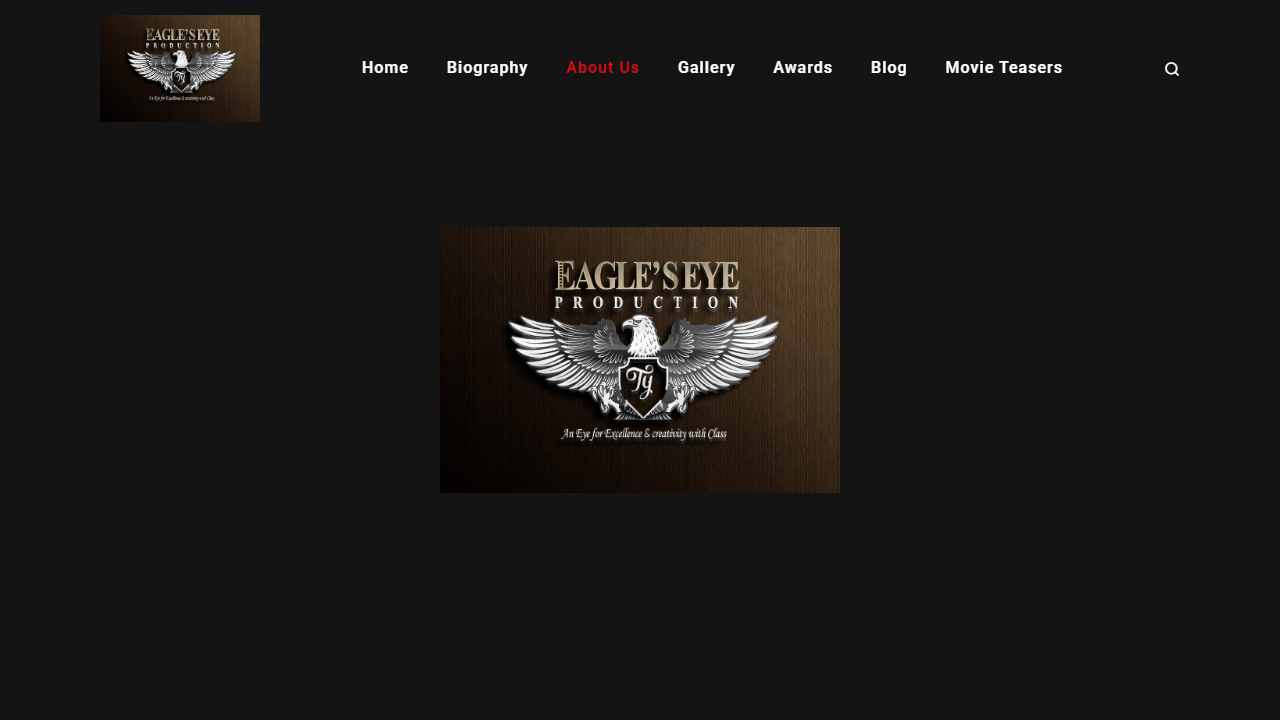 EAGLE'S EYE
PRODUCTION
Ty
An Eye for Excellence & creativity with Class
Home Biography About Us Gallery Awards Blog Movie Teasers
EAGLE'S EYE
PRODUCTION
Ty
An Eye for Excellence & creativity with Class